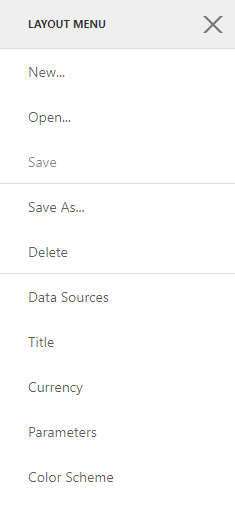 LAYOUT MENU
New...
Open...
Save
Save As...
Delete
Data Sources
Title
Currency
Parameters
Color Scheme